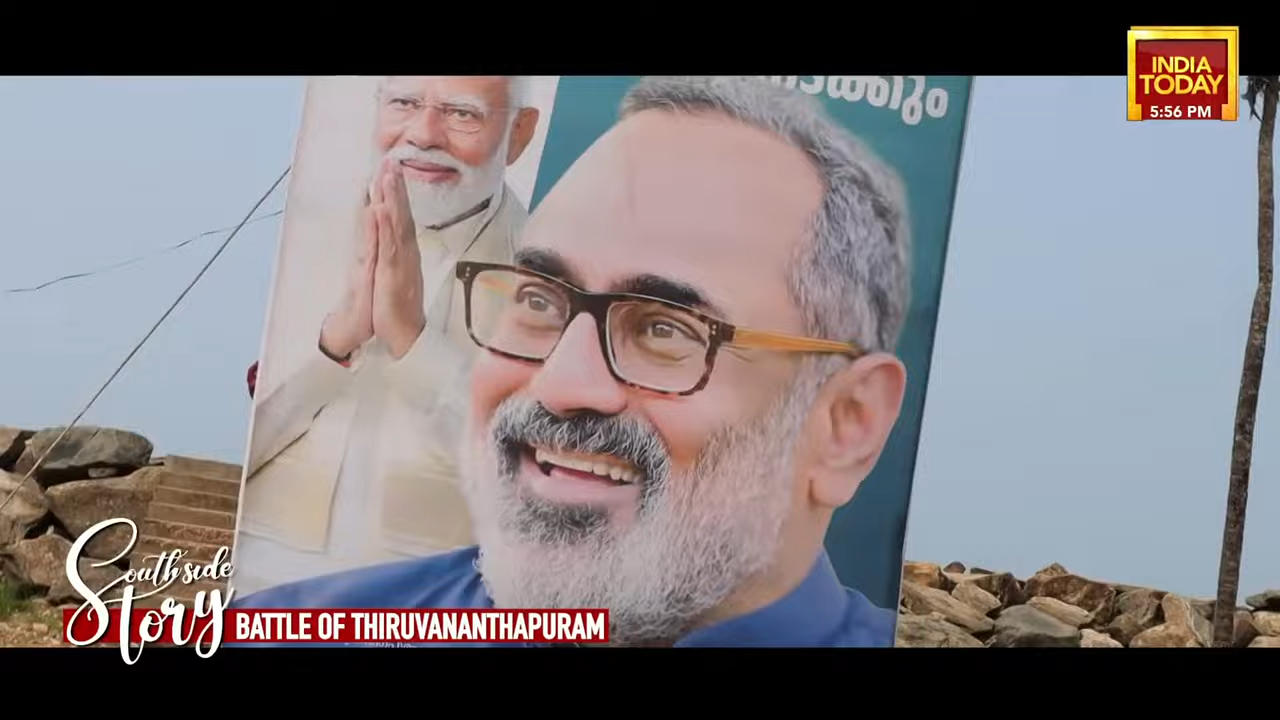 INDIA
TODAY
5:56 PM
South side
Story
BATTLE OF THIRUVANANTHAPURAM